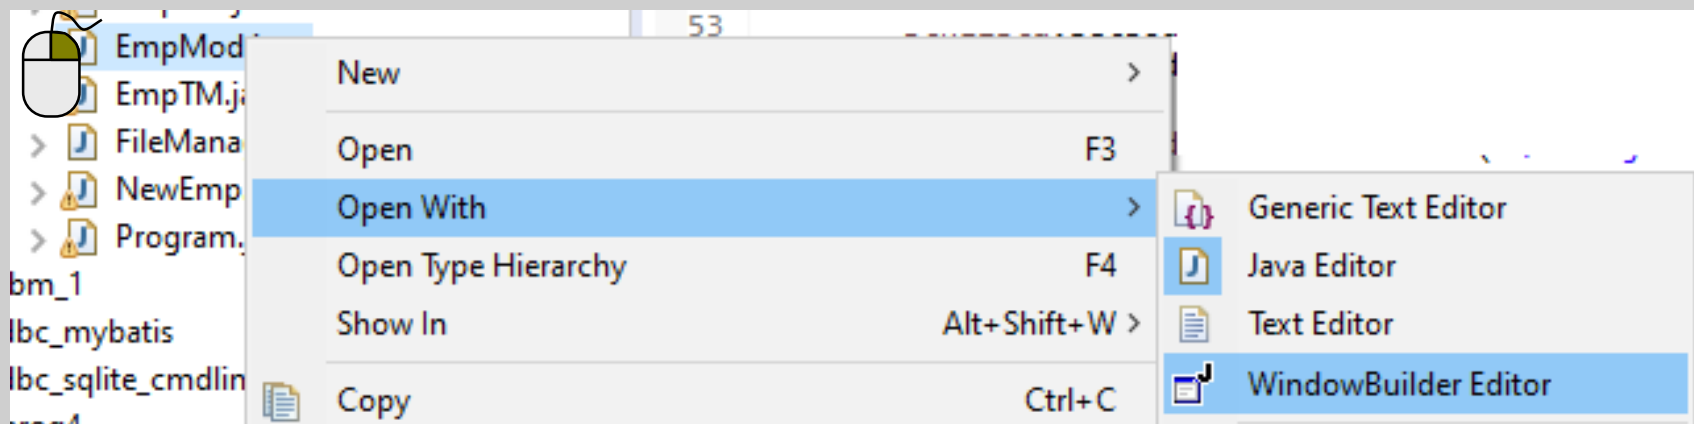 53
EmpMod
EmpTM.ja
FileMana
NewEmp
Program.
bm_1
lbc_mybatis
lbc_sqlite_cmdlin
New
Open F3
Open With
Open Type Hierarchy F4
Show In Alt+Shift+W
Copy Ctrl+C
Generic Text Editor
Java Editor
Text Editor
WindowBuilder Editor